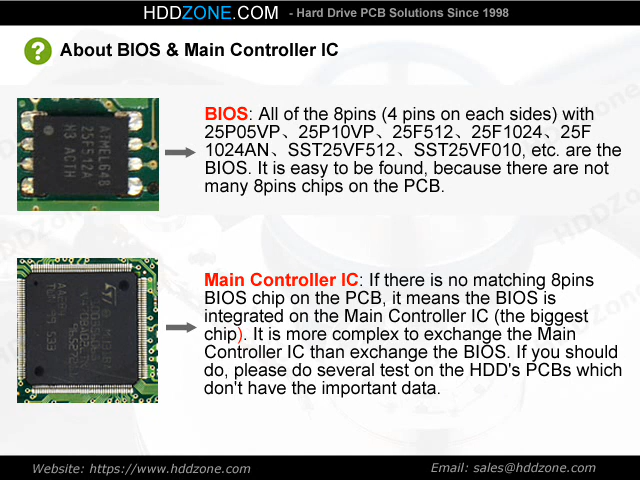 HDDZONE.COM - Hard Drive PCB Solutions Since 1998
? About BIOS & Main Controller IC
ATMEL648
25F512A
N3 ACTH
BIOS: All of the 8pins (4 pins on each sides) with
25P05VP、25P10VP、25F512、25F1024、25F
1024AN、SST25VF512、SST25VF010, etc. are the
BIOS. It is easy to be found, because there are not
many 8pins chips on the PCB.
Main Controller IC: If there is no matching 8pins
BIOS chip on the PCB, it means the BIOS is
integrated on the Main Controller IC (the biggest
chip). It is more complex to exchange the Main
Controller IC than exchange the BIOS. If you should
do, please do several test on the HDD's PCBs which
don't have the important data.
HDDZone
Website: https://www.hddzone.com
Email: sales@hddzone.com